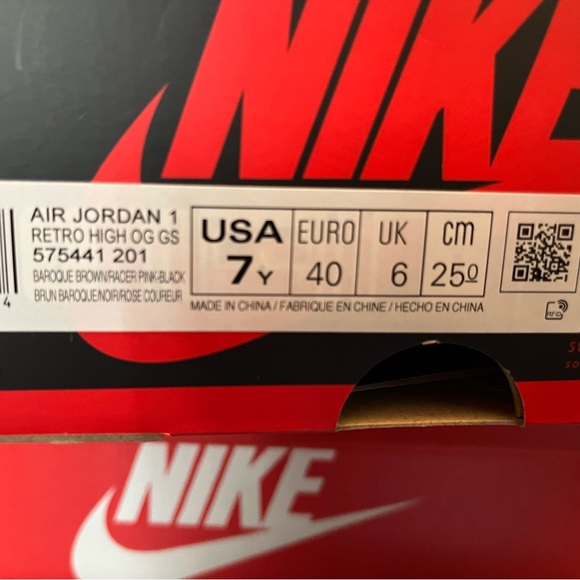 NIKE
AIR JORDAN 1
RETRO HIGH OG GS
575441 201
BAROQUE BROWN/RACER PINK-BLACK
BRUN BAROQUE/NOIR/ROSE COUREUR
4
USA EURO UK cm
7Y 40 6 25.0
MADE IN CHINA / FABRIQUE EN CHINE / HECHO EN CHINA
RFID
NIKE